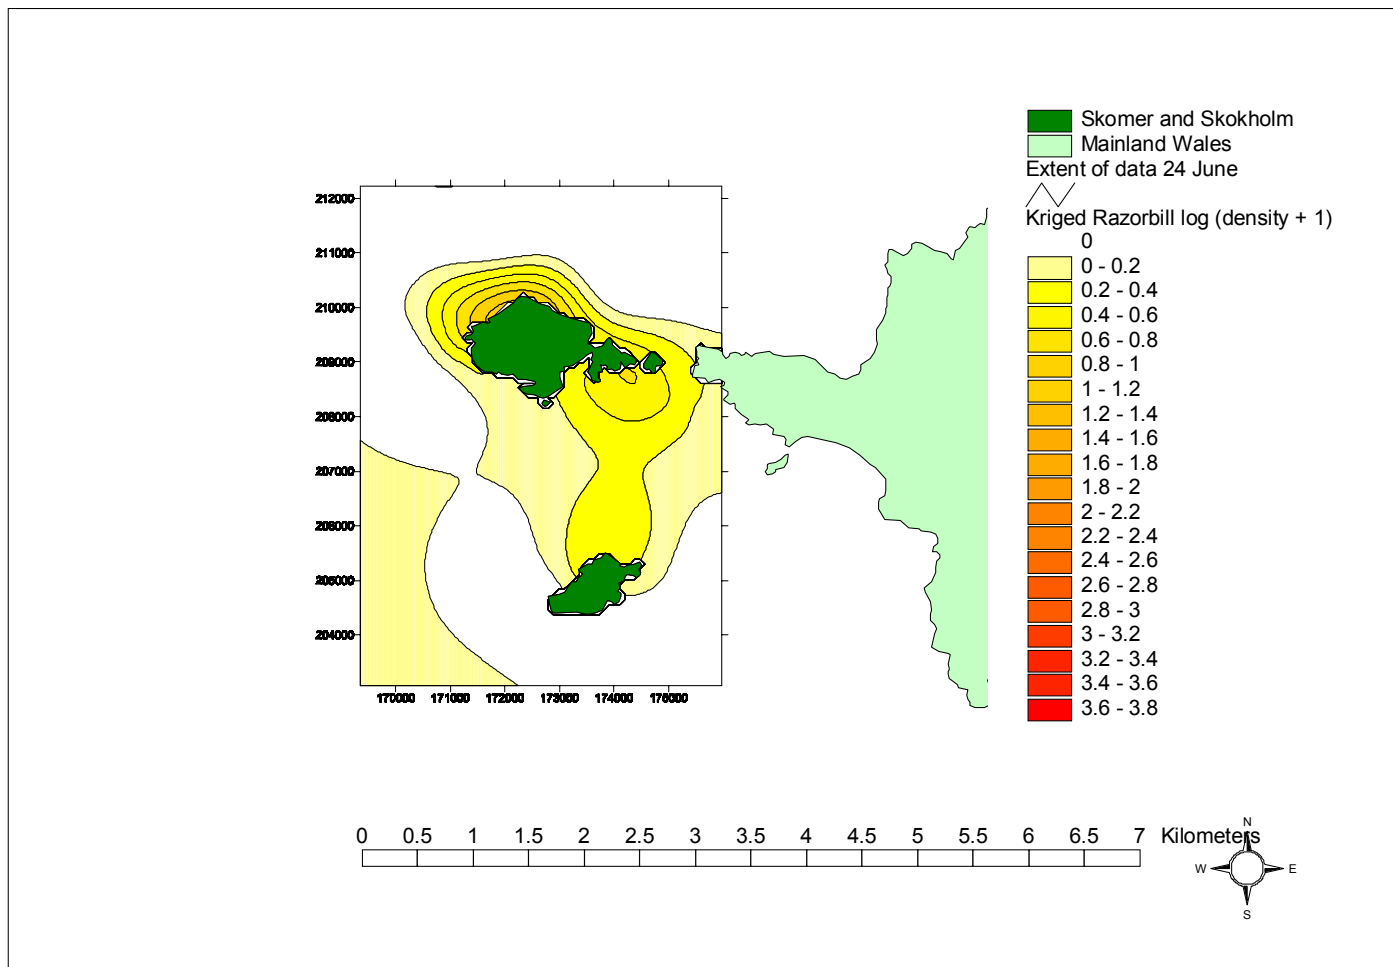 Skomer and Skokholm
Mainland Wales
Extent of data 24 June
Kriged Razorbill log (density + 1)
0
0 - 0.2
0.2 - 0.4
0.4 - 0.6
0.6 - 0.8
0.8 - 1
1 - 1.2
1.2 - 1.4
1.4 - 1.6
1.6 - 1.8
1.8 - 2
2 - 2.2
2.2 - 2.4
2.4 - 2.6
2.6 - 2.8
2.8 - 3
3 - 3.2
3.2 - 3.4
3.4 - 3.6
3.6 - 3.8
212000
211000
210000
209000
208000
207000
206000
205000
204000
170000 171000 172000 173000 174000 175000
0 0.5 1 1.5 2 2.5 3 3.5 4 4.5 5 5.5 6 6.5 7 Kilometers
N
W E
S